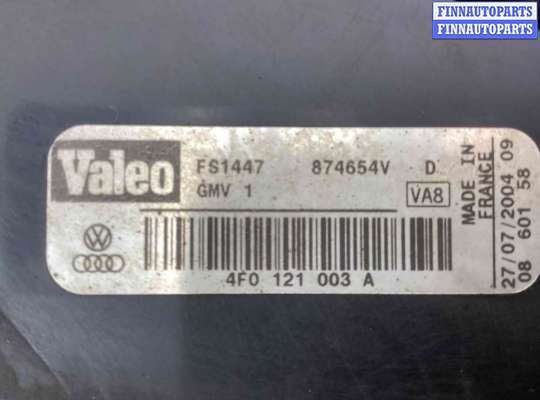 FINNAUTOPARTS
FINNAUTOPARTS
Valeo
FS1447 874654V D
GMV 1 VA8
4F0 121 003 A
MADE IN
FRANCE
27/07/2004 09
08 601 58